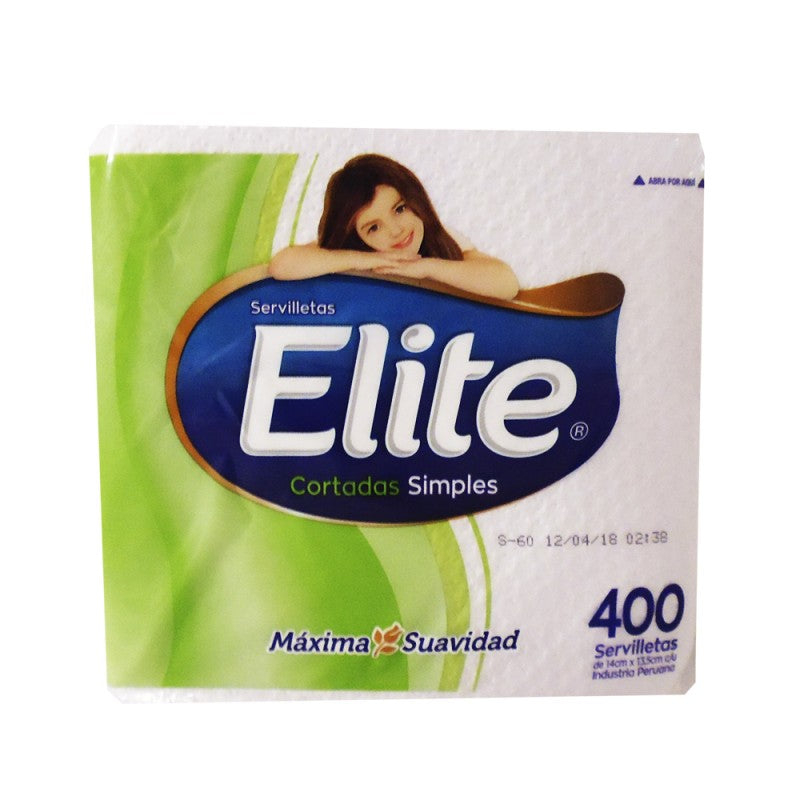 ABRA POR AQUÍ
Servilletas
Elite
®
Cortadas Simples
S-60 12/04/18 02:38
400
Servilletas
de 14cm x 13,5cm c/u
Industria Peruana
Máxima Suavidad